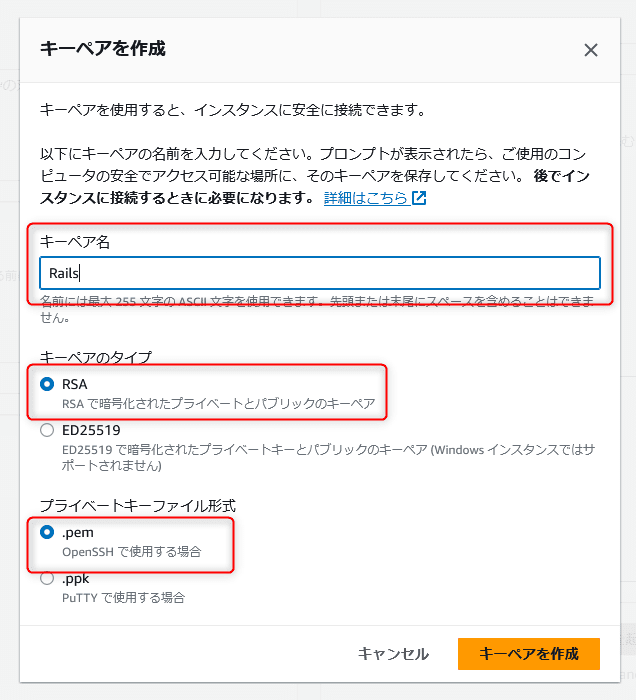 キーペアを作成
キーペアを使用すると、インスタンスに安全に接続できます。
以下にキーペアの名前を入力してください。プロンプトが表示されたら、ご使用のコン
ピュータの安全でアクセス可能な場所に、そのキーペアを保存してください。 後でイン
スタンスに接続するときに必要になります。 詳細はこちら
キーペア名
Rails
名前には最大 255 文字の ASCII 文字を使用できます。先頭または末尾にスペースを含めることはできま
せん。
キーペアのタイプ
RSA
RSA で暗号化されたプライベートとパブリックのキーペア
ED25519
ED25519 で暗号化されたプライベートキーとパブリックのキーペア (Windows インスタンスではサ
ポートされません)
プライベートキーファイル形式
.pem
OpenSSH で使用する場合
.ppk
PuTTY で使用する場合
キャンセル
キーペアを作成